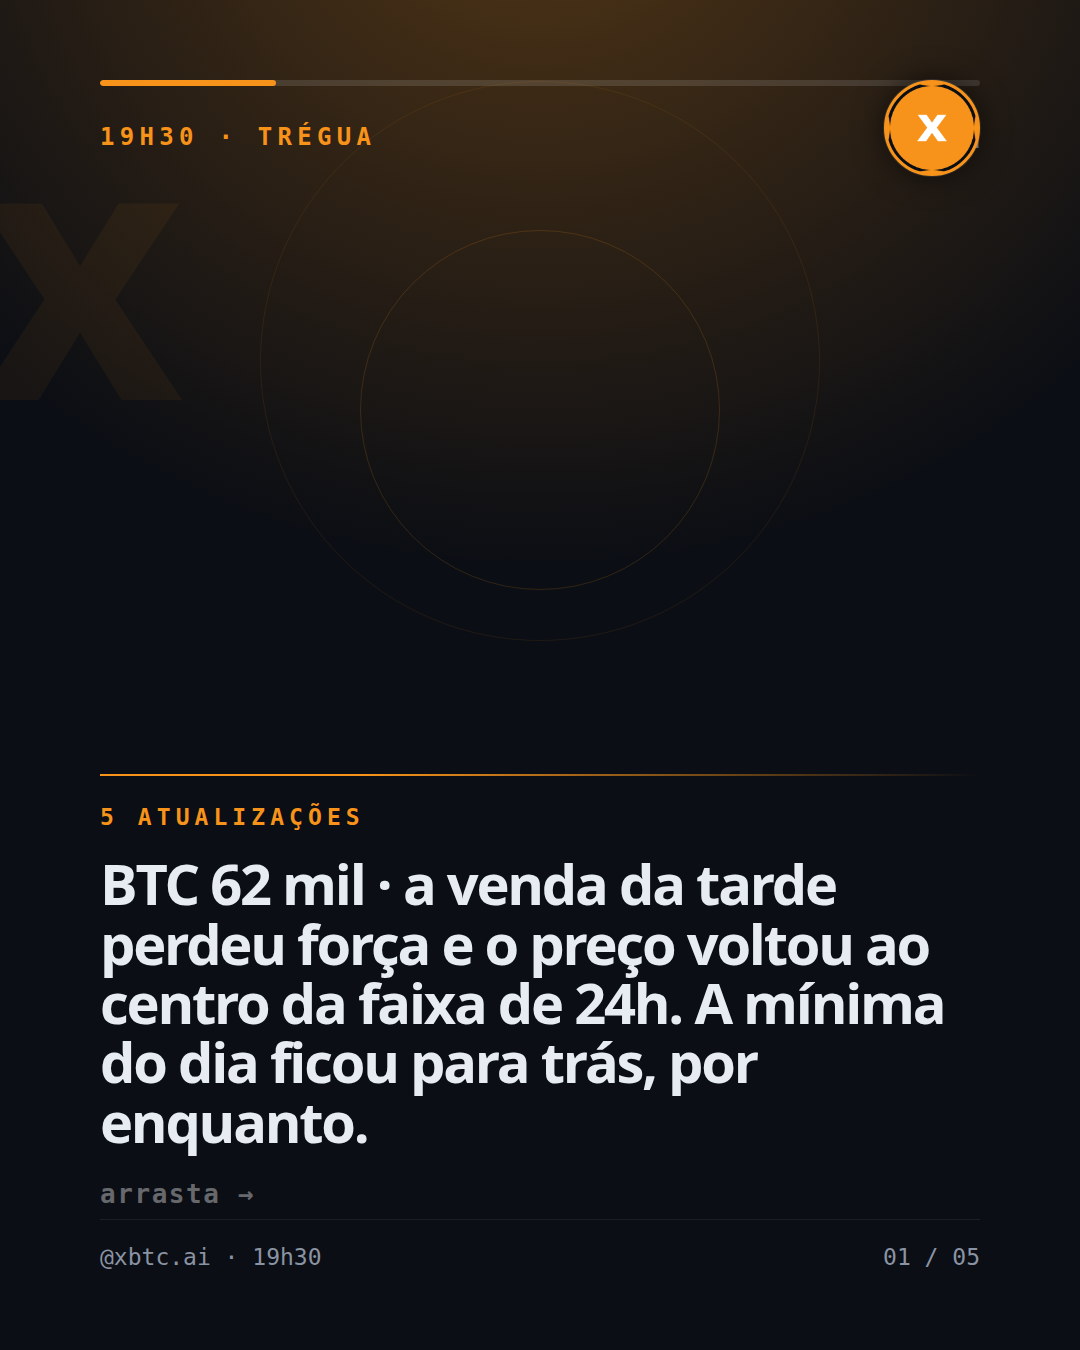 19H30 · TRÉGUA
x
x
5 ATUALIZAÇÕES
BTC 62 mil · a venda da tarde
perdeu força e o preço voltou ao
centro da faixa de 24h. A mínima
do dia ficou para trás, por
enquanto.
arrasta →
@xbtc.ai · 19h30
01 / 05